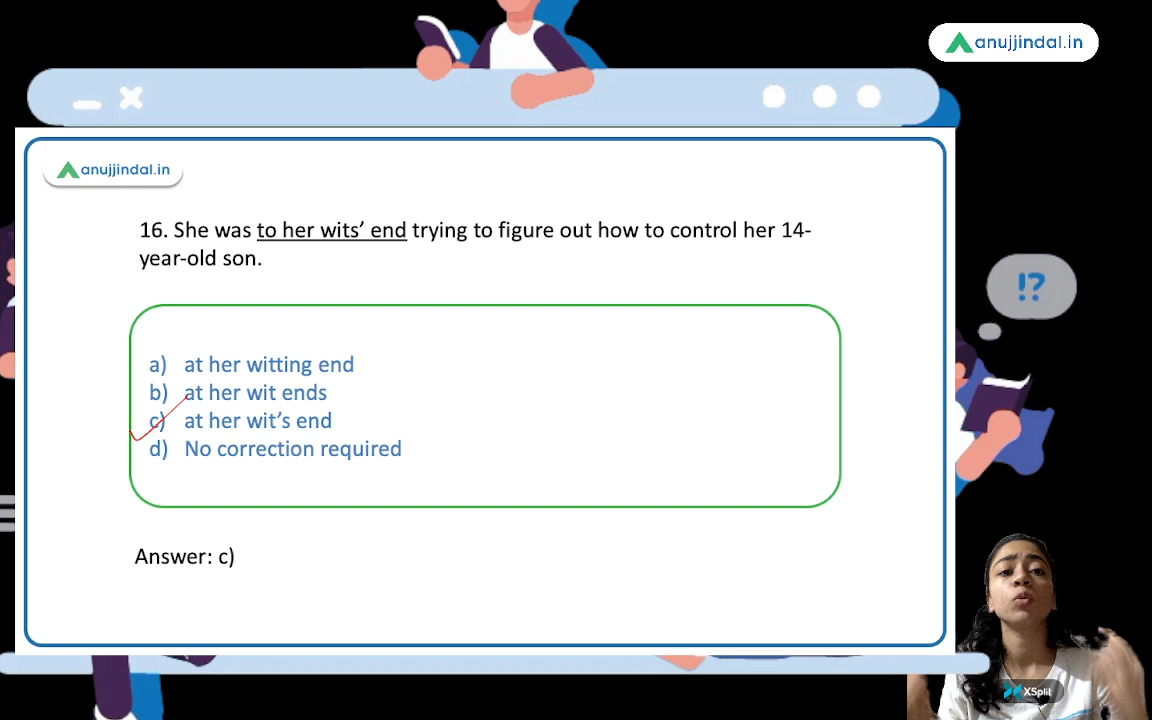 anujjindal.in
anujjindal.in
16. She was to her wits’ end trying to figure out how to control her 14-
year-old son.
!?
a) at her witting end
b) at her wit ends
c) at her wit’s end
d) No correction required
Answer: c)
XSplit